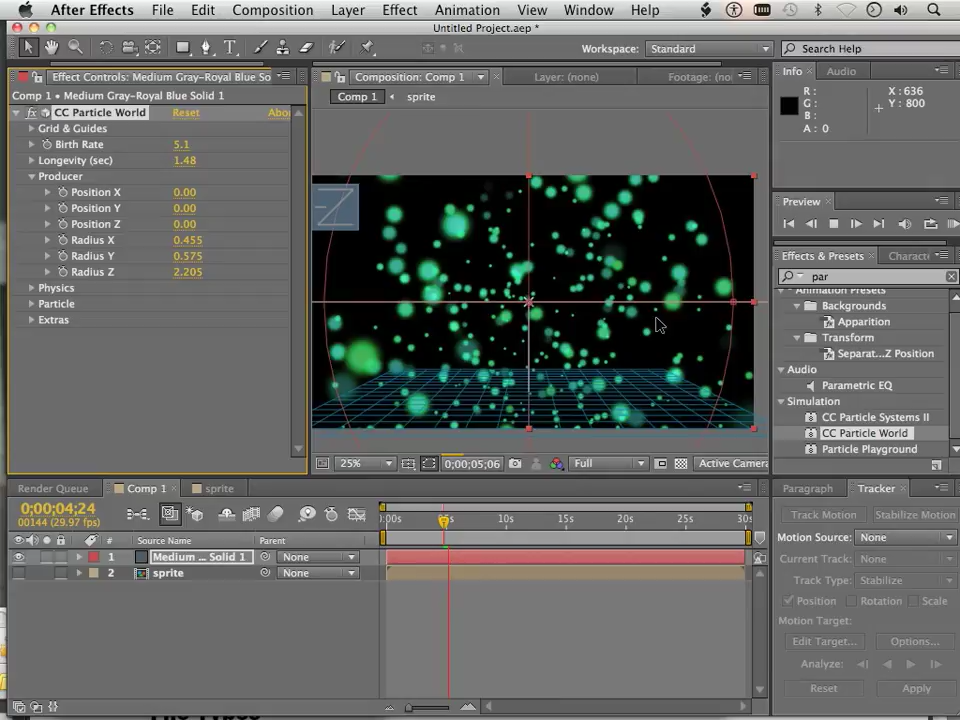 After Effects File Edit Composition Layer Effect Animation View Window Help
Untitled Project.aep *
T Workspace: Standard Search Help
Effect Controls: Medium Gray-Royal Blue So
Composition: Comp 1 Layer: (none) Footage: (no
Info Audio
Comp 1 • Medium Gray-Royal Blue Solid 1
Comp 1 sprite
R: X: 636
G: Y: 800
B:
A: 0
fx CC Particle World Reset Abo
Grid & Guides
Birth Rate 5.1
Longevity (sec) 1.48
Producer
Position X 0.00
Position Y 0.00
Position Z 0.00
Radius X 0.455
Radius Y 0.575
Radius Z 2.205
Physics
Particle
Extras
Z
25% 0;00;05;06 Full Active Camera
Preview
Effects & Presets Charact
par
Animation Presets
Backgrounds
Apparition
Transform
Separat...Z Position
Audio
Parametric EQ
Simulation
CC Particle Systems II
CC Particle World
Particle Playground
Render Queue Comp 1 sprite
0;00;04;24
00144 (29.97 fps)
:00s 5s 10s 15s 20s 25s 30s
# Source Name Parent
1 Medium ... Solid 1 None
2 sprite None
Paragraph Tracker
Track Motion Stabilize Motion
Motion Source: None
Current Track: None
Track Type: Stabilize
Position Rotation Scale
Motion Target:
Edit Target... Options...
Analyze:
Reset Apply